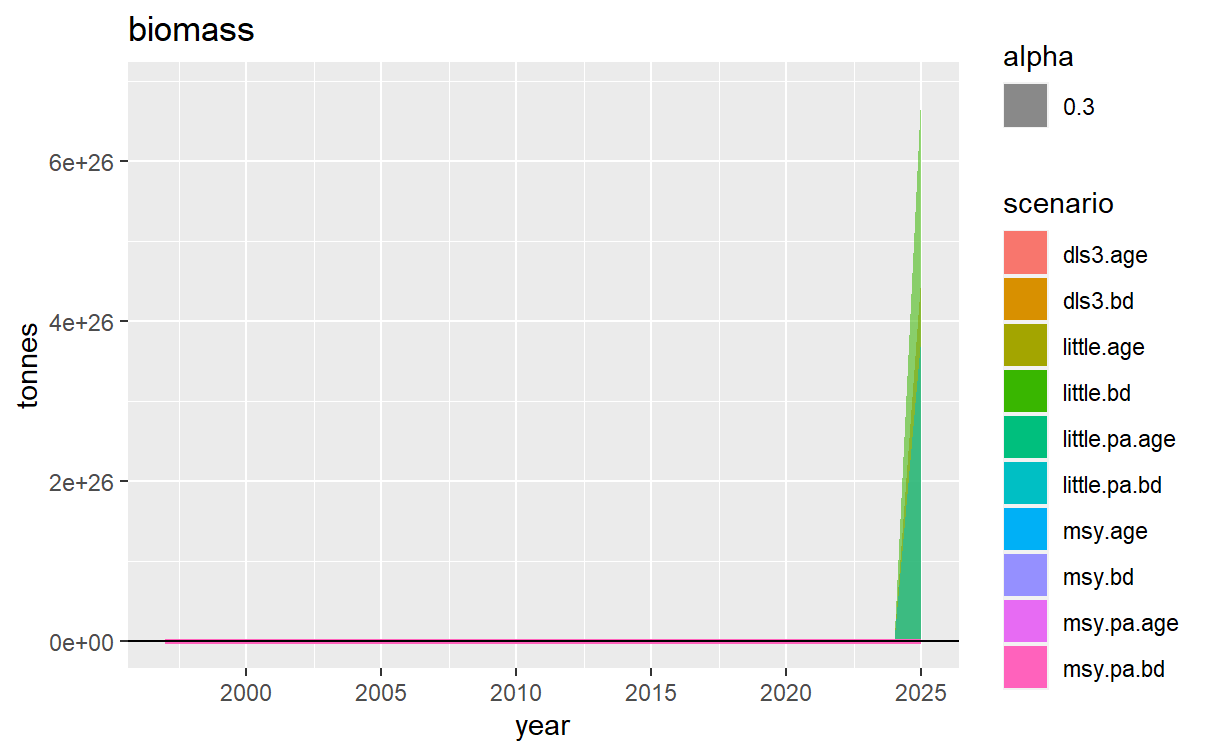 biomass
tonnes
6e+26
4e+26
2e+26
0e+00
2000 2005 2010 2015 2020 2025
year
alpha
0.3
scenario
dls3.age
dls3.bd
little.age
little.bd
little.pa.age
little.pa.bd
msy.age
msy.bd
msy.pa.age
msy.pa.bd